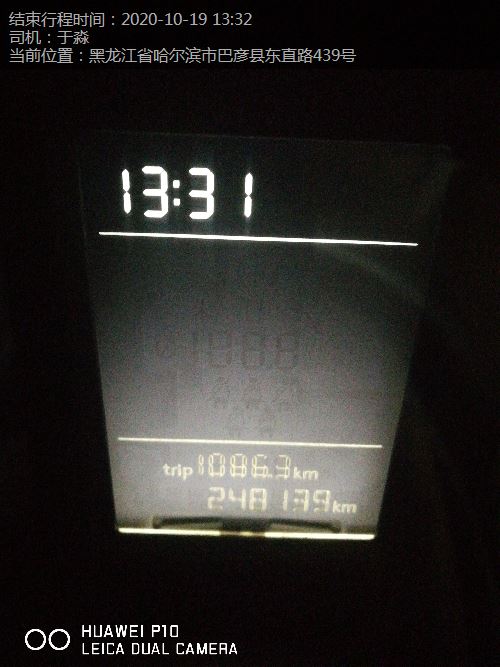 结束行程时间：2020-10-19 13:32
司机：于淼
当前位置：黑龙江省哈尔滨市巴彦县东直路439号
13:31
trip 1086.3 km
km
HUAWEI P10
LEICA DUAL CAMERA